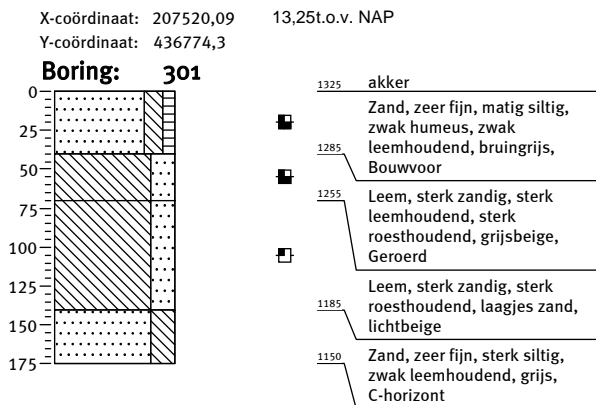 X-coördinaat: 207520,09 13,25t.o.v. NAP
Y-coördinaat: 436774,3
Boring: 301
0
25
50
75
100
125
150
175
1325 akker
Zand, zeer fijn, matig siltig,
zwak humeus, zwak
leemhoudend, bruingrijs,
1285 Bouwvoor
1255 Leem, sterk zandig, sterk
leemhoudend, sterk
roesthoudend, grijsbeige,
Geroerd
Leem, sterk zandig, sterk
1185 roesthoudend, laagjes zand,
lichtbeige
1150 Zand, zeer fijn, sterk siltig,
zwak leemhoudend, grijs,
C-horizont